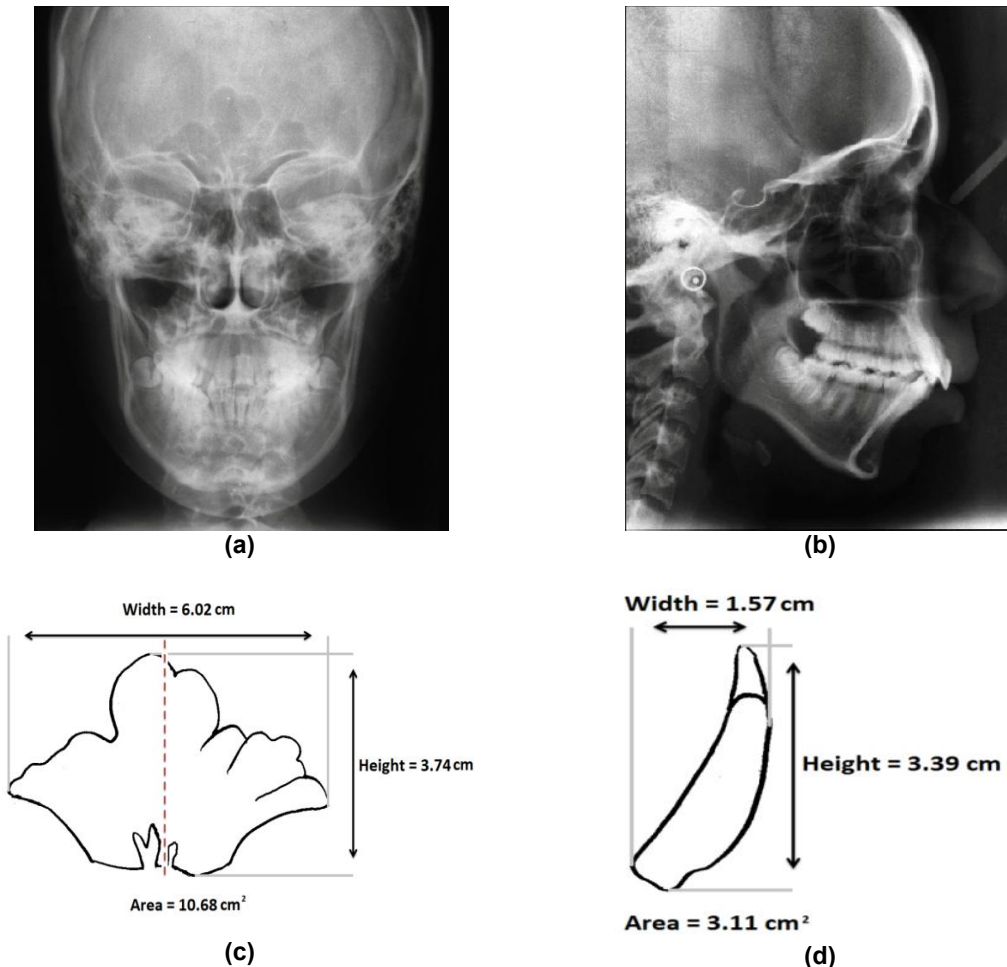 (a)
(b)
Width = 6.02 cm
Height = 3.74 cm
Area = 10.68 cm²
(c)
Width = 1.57 cm
Height = 3.39 cm
Area = 3.11 cm²
(d)